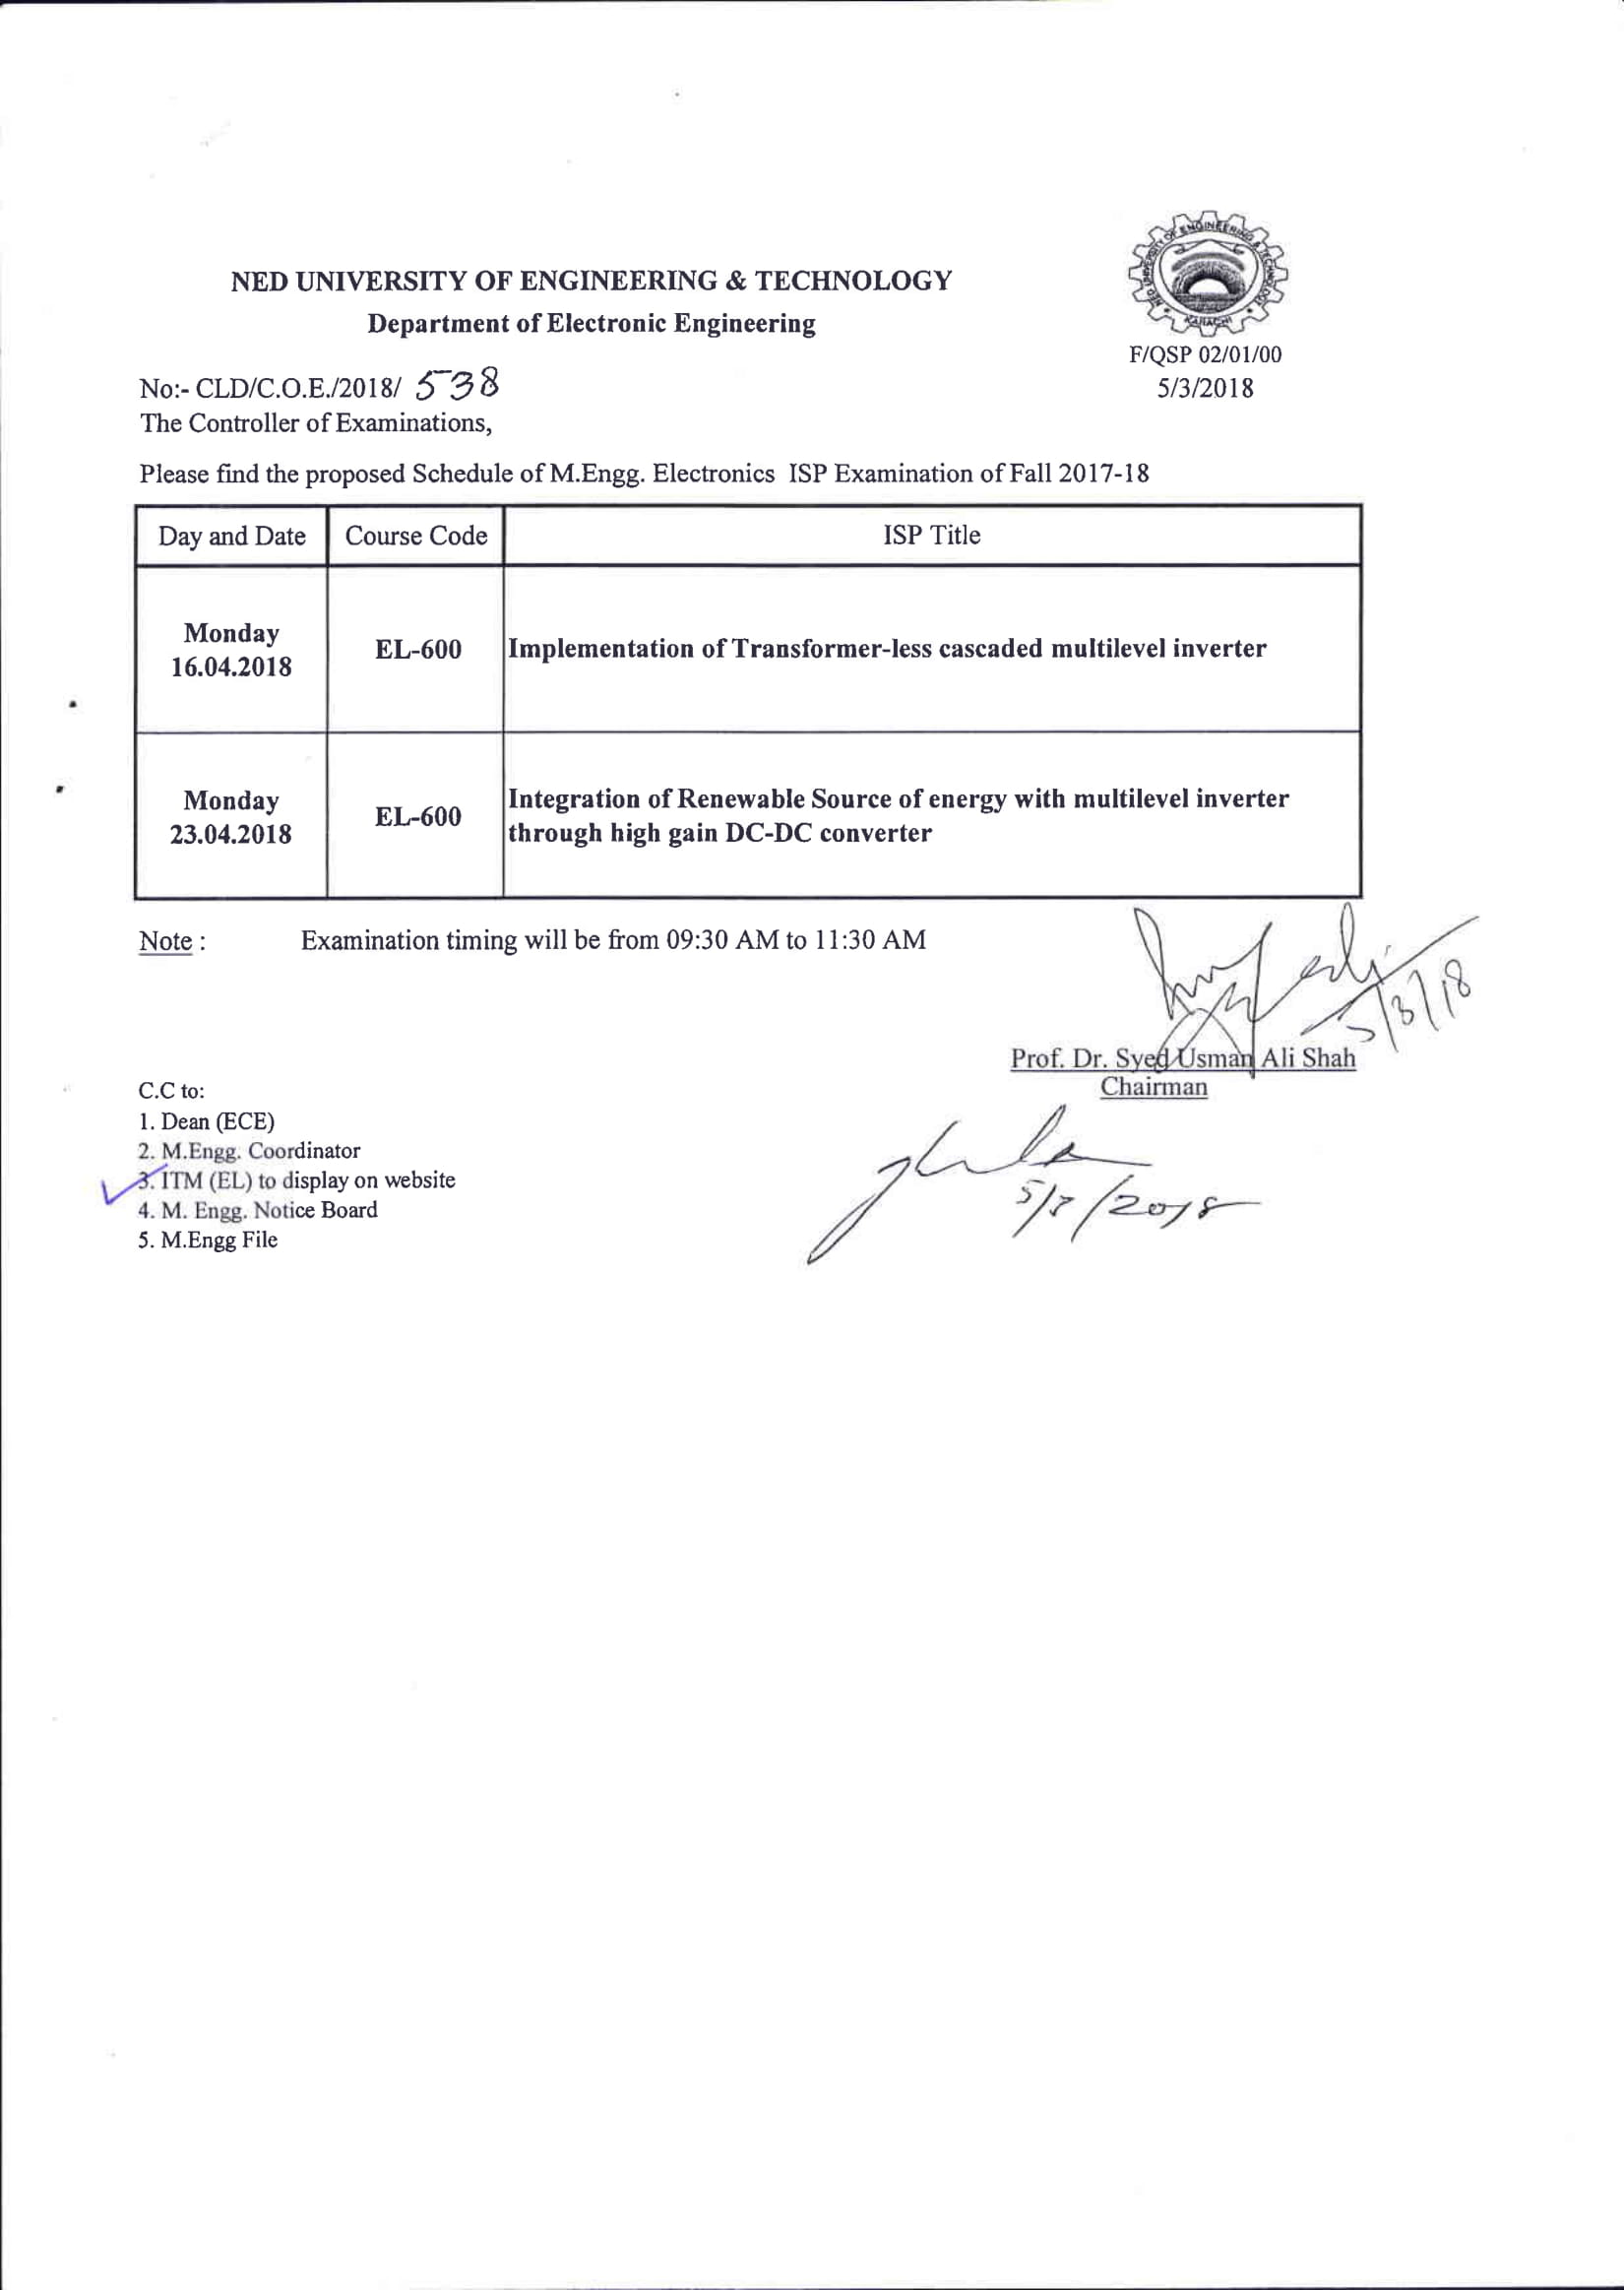 NED UNIVERSITY OF ENGINEERING & TECHNOLOGY
Department of Electronic Engineering
NED UNIVERSITY OF ENGINEERING & TECHNOLOGY
KARACHI
F/QSP 02/01/00
5/3/2018
No:- CLD/C.O.E./2018/ 538
The Controller of Examinations,
Please find the proposed Schedule of M.Engg. Electronics ISP Examination of Fall 2017-18
Day and Date Course Code ISP Title
Monday
16.04.2018
EL-600
Implementation of Transformer-less cascaded multilevel inverter
Monday
23.04.2018
EL-600
Integration of Renewable Source of energy with multilevel inverter
through high gain DC-DC converter
Note : Examination timing will be from 09:30 AM to 11:30 AM
5/3/18
Prof. Dr. Syed Usman Ali Shah
Chairman
5/3/2018
C.C to:
1. Dean (ECE)
2. M.Engg. Coordinator
3. ITM (EL) to display on website
4. M. Engg. Notice Board
5. M.Engg File